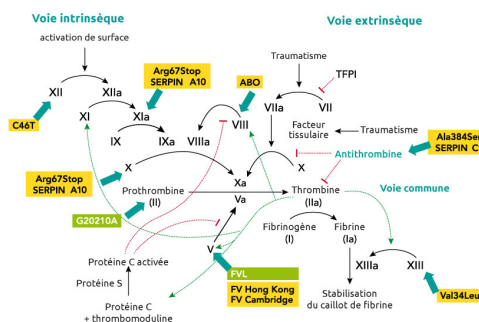 Voie intrinsèque
Voie extrinsèque
activation de surface
Traumatisme
TFPI
Arg67Stop
SERPIN A10
ABO
XII
XIIa
C46T
XI
XIa
IX
IXa
VIIIa
VIII
VIIa
VII
Facteur
tissulaire
Traumatisme
Ala384Ser
SERPIN C
Antithrombine
Arg67Stop
SERPIN A10
X
Xa
X
Prothrombine
(II)
Va
Thrombine
(IIa)
Voie commune
G20210A
Fibrinogène
(I)
Fibrine
(Ia)
V
Protéine C activée
FVL
FV Hong Kong
FV Cambridge
XIIIa
XIII
Val34Leu
Protéine S
Protéine C
+ thrombomoduline
Stabilisation
du caillot de fibrine